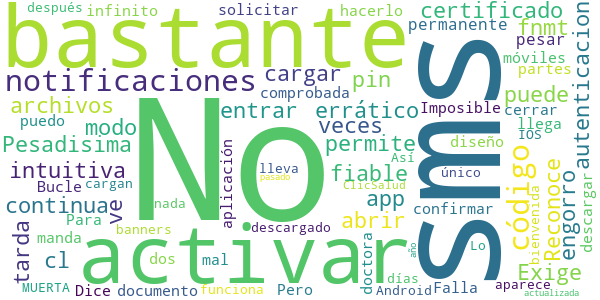 después infinito solicitar hacerlo certificado
bastante permanente fnmt
notificaciones cargar pesar móviles
comprobada pin partes
archivos No entrar errático Imposible puede
puedo modo veces sms cerrar
Pesadisima permite llega IOS
aplicación Así diseño
intuitiva lleva fiable único autenticacion
Bucle cargan pasado ClicSalud código
continua nada app confirmar Reconoce engorro
Para ve descargado abrir bienvenida descargar
banners activar doctora año Lo
tarda manda cl dos mal días Falla Exige
MUERTA Dice documento funciona Pero Android aparece
actualizada